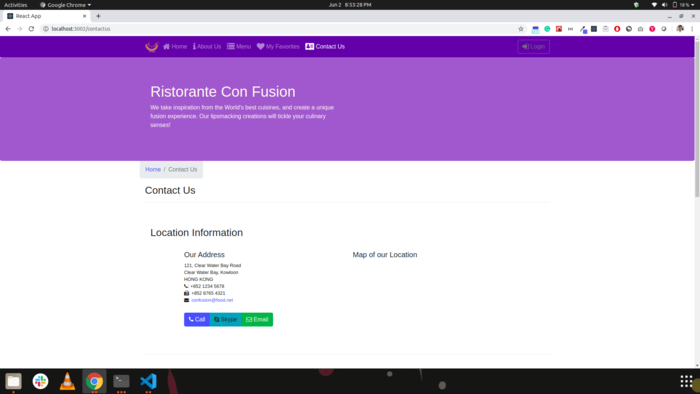 Activities Google Chrome Jun 2 8:53:28 PM 18%
React App
localhost:3002/contactus
Home About Us Menu My Favorites Contact Us Login
Ristorante Con Fusion
We take inspiration from the World's best cuisines, and create a unique
fusion experience. Our lipsmacking creations will tickle your culinary
senses!
Home / Contact Us
Contact Us
Location Information
Our Address
Map of our Location
121, Clear Water Bay Road
Clear Water Bay, Kowloon
HONG KONG
: +852 1234 5678
: +852 8765 4321
: confusion@food.net
Call Skype Email